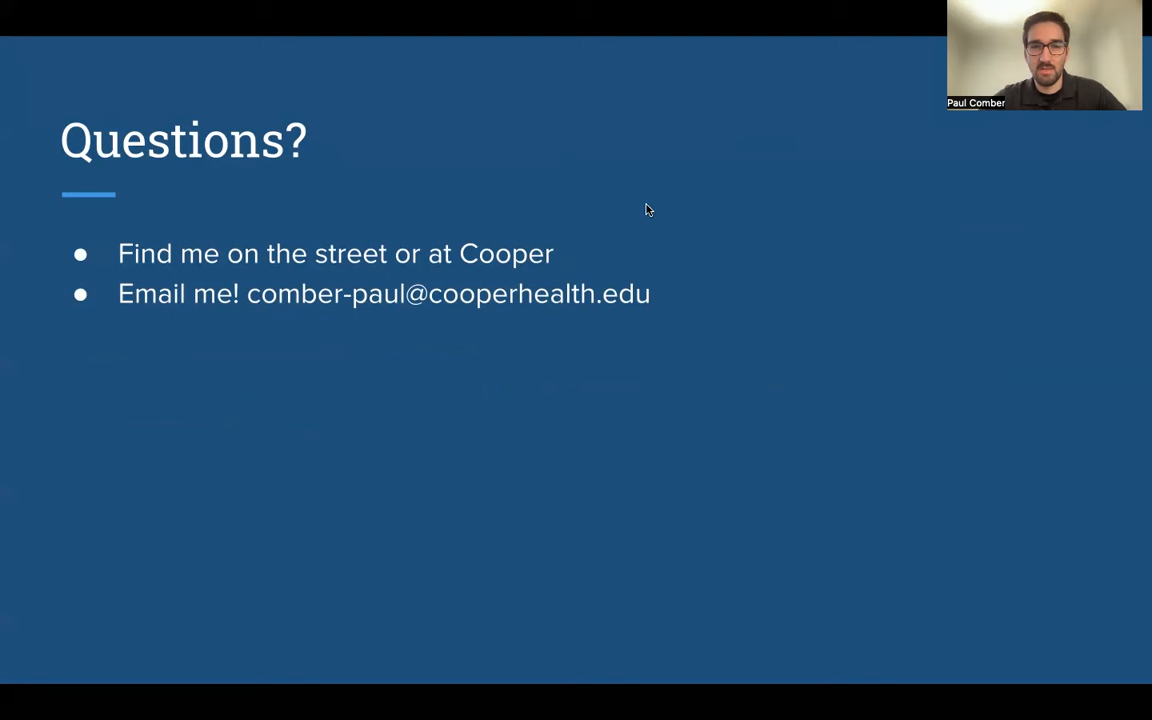 Paul Comber
Questions?
● Find me on the street or at Cooper
● Email me! comber-paul@cooperhealth.edu